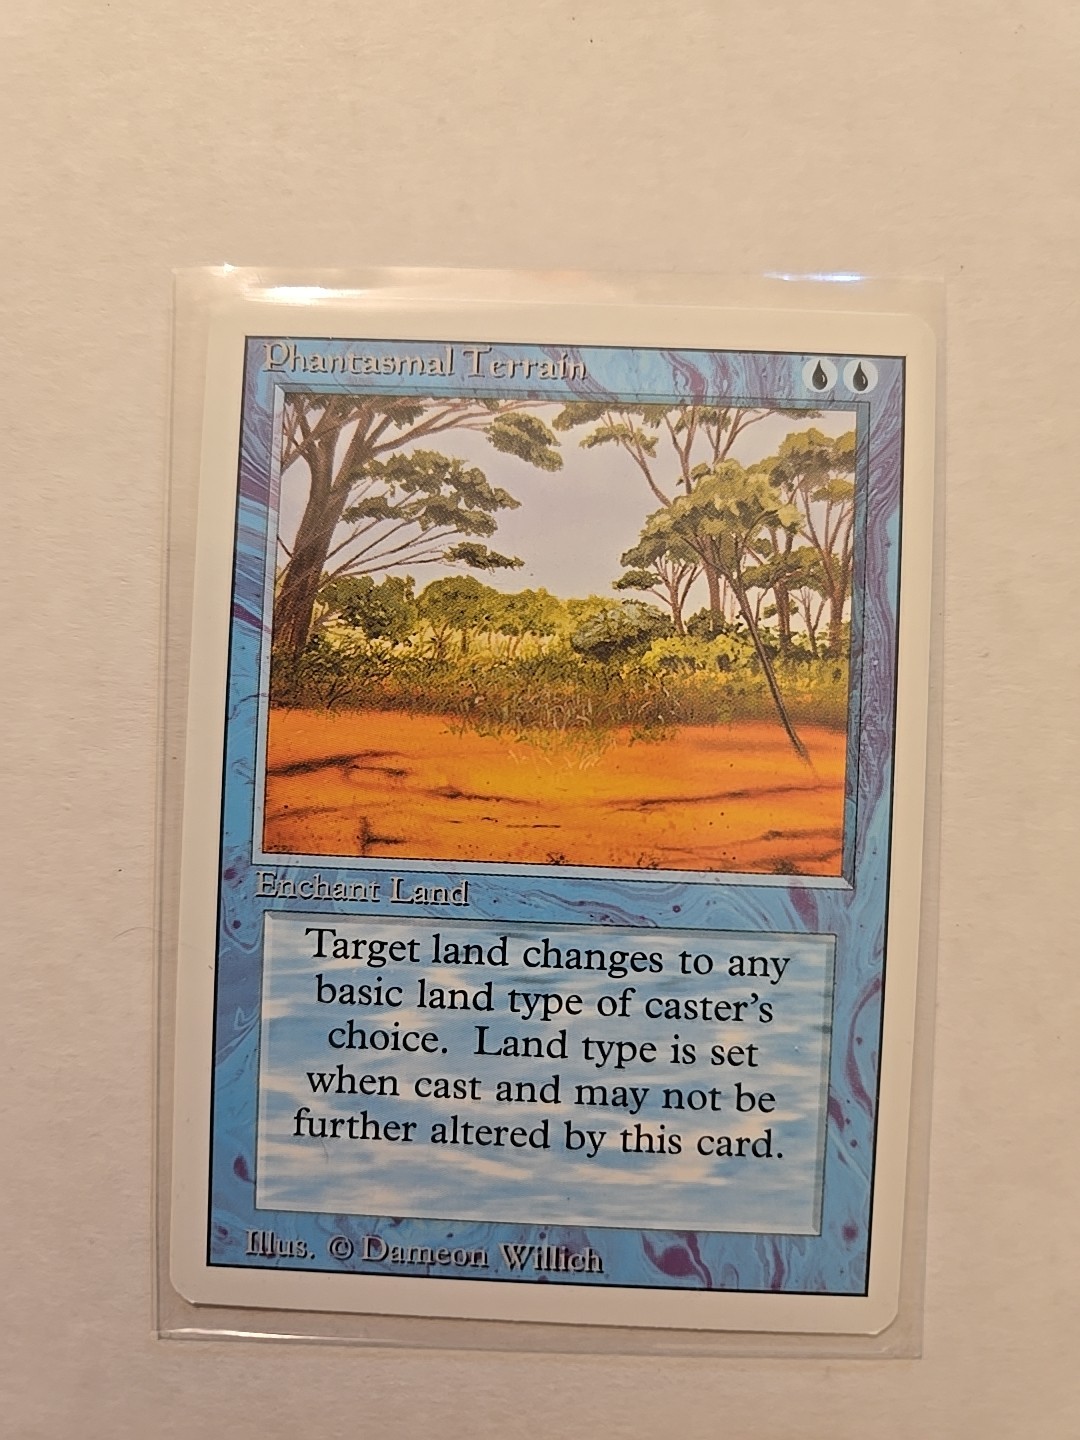 Phantasmal Terrain
Enchant Land
Target land changes to any
basic land type of caster's
choice. Land type is set
when cast and may not be
further altered by this card.
Illus. © Dameon Willich